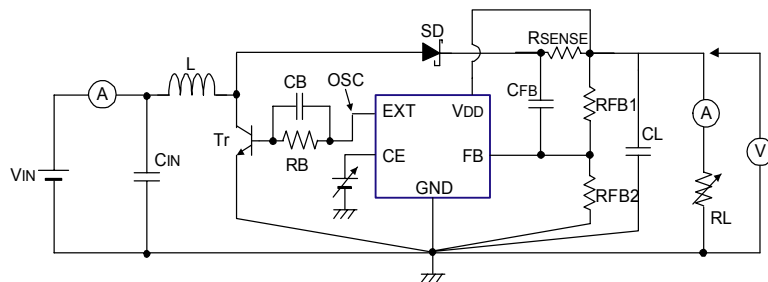 SD
RSENSE
L
A
CB
OSC
CFB
RFB1
EXT
VDD
A
Tr
CIN
RB
CE
FB
CL
V
VIN
GND
RFB2
RL